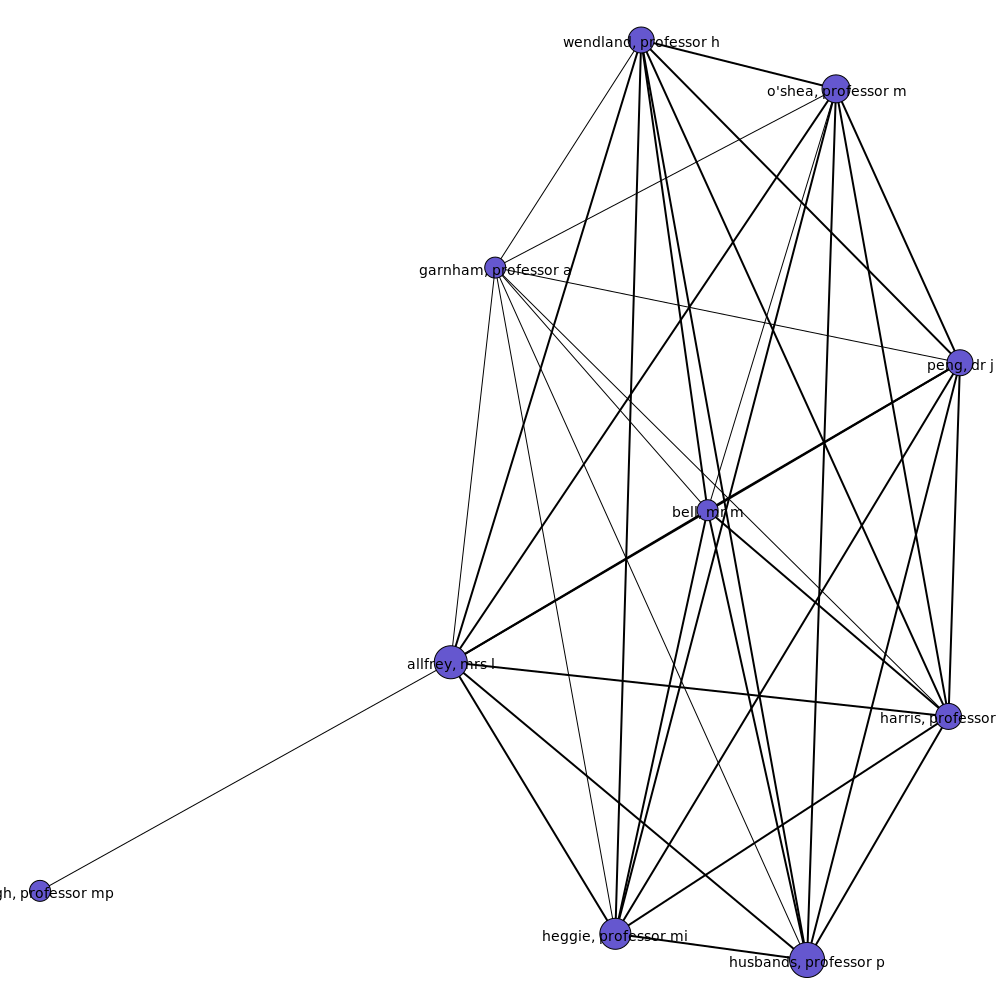 wendland, professor h
o'shea, professor m
garnham, professor a
peng, dr j
bell, mr m
allfrey, mrs l
harris, professor
professor mp
heggie, professor mi
husbands, professor p